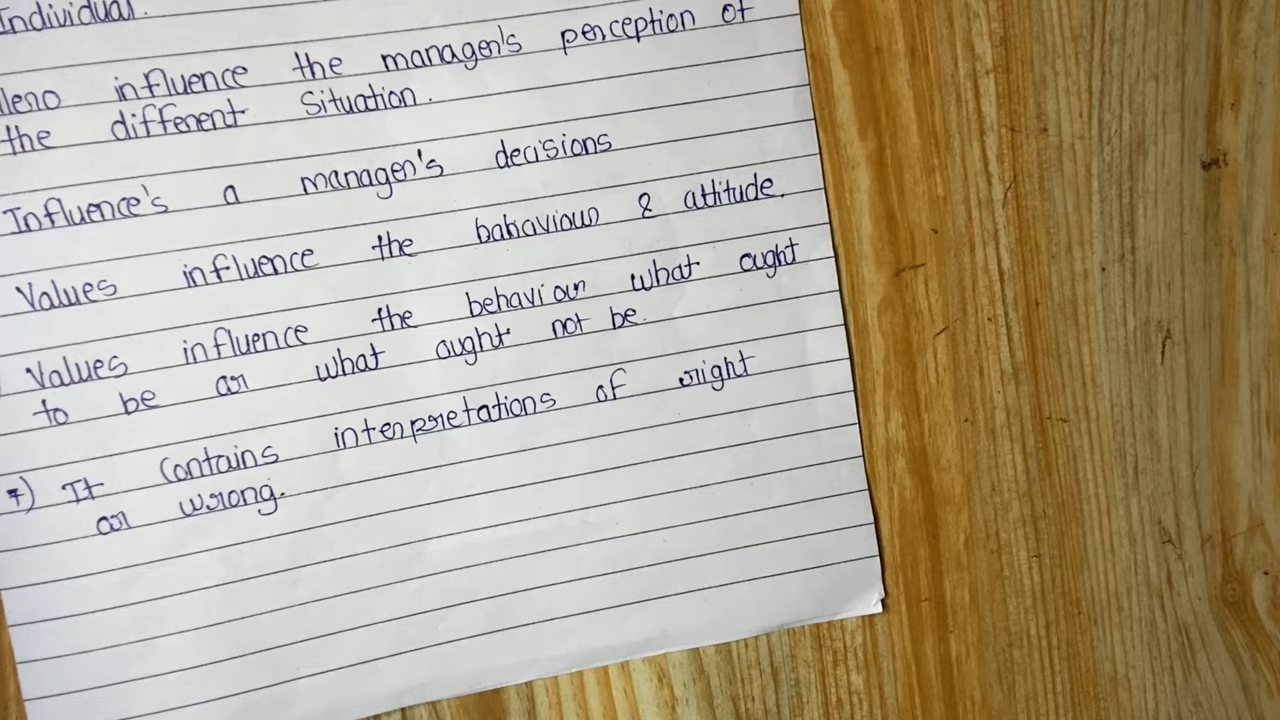 Individual.
influence the manager's perception of
the different Situation.
Influence's a manager's decisions
Values influence the bahaviour & attitude.
Values influence the behaviour what ought
to be or what ought not be.
7) It Contains interpretations of right
or wrong.